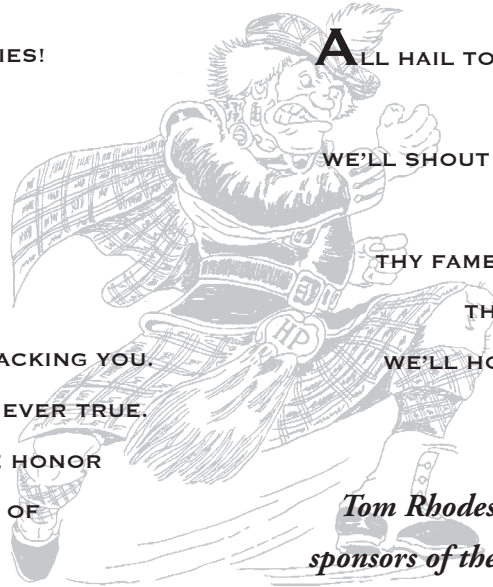 IES!
ACKING YOU.
EVER TRUE.
HONOR
OF
ALL HAIL TO
WE'LL SHOUT
THY FAME
TH
WE'LL HO
HP
Tom Rhodes
sponsors of the